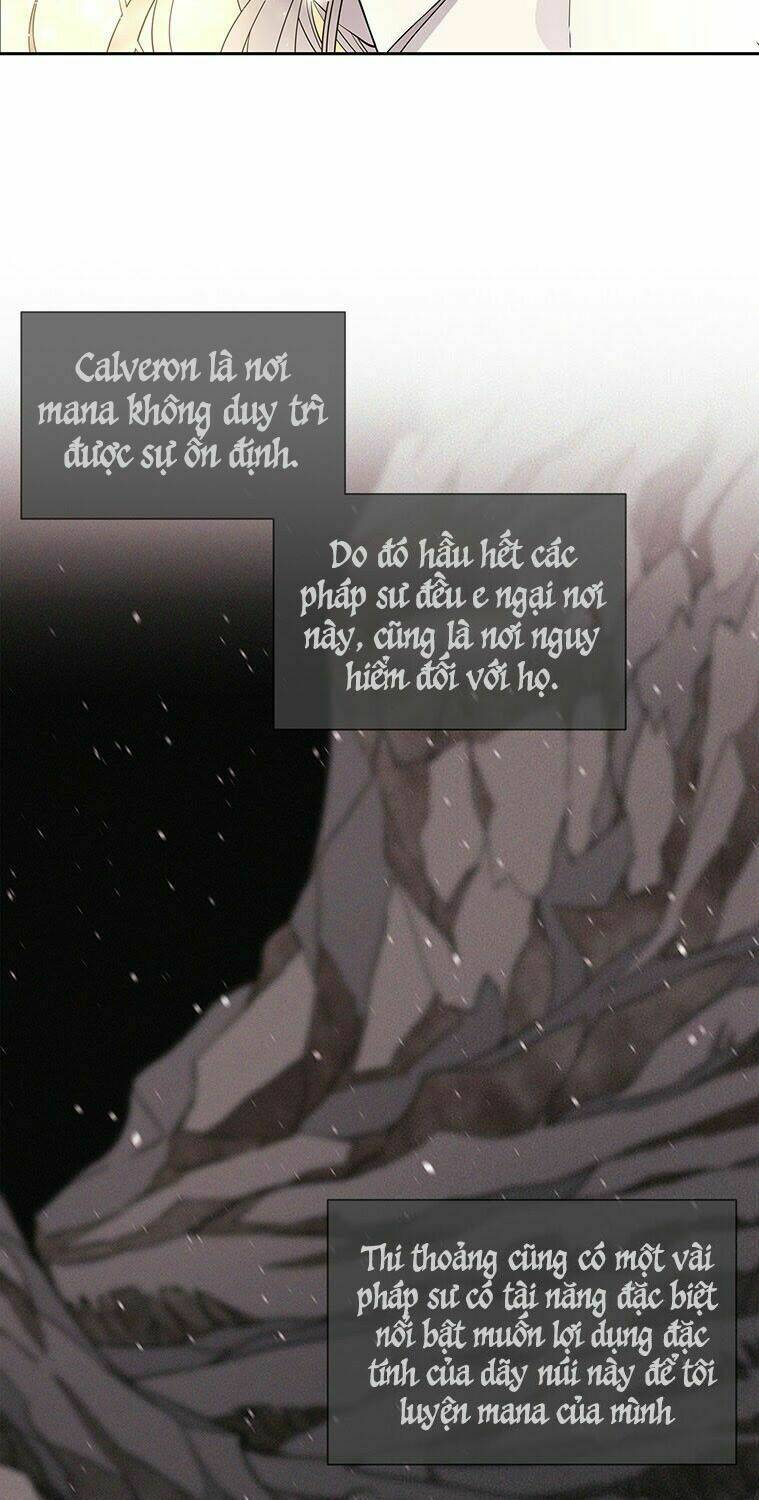 Calveron là nơi
mana không duy trì
được sự ổn định.
Do đó hầu hết các
pháp sư đều e ngại nơi
này, cũng là nơi nguy
hiểm đối với họ.
Thi thoảng cũng có một vài
pháp sư có tài năng đặc biệt
nổi bật muốn lợi dụng đặc
tính của dãy núi này để tôi
luyện mana của mình